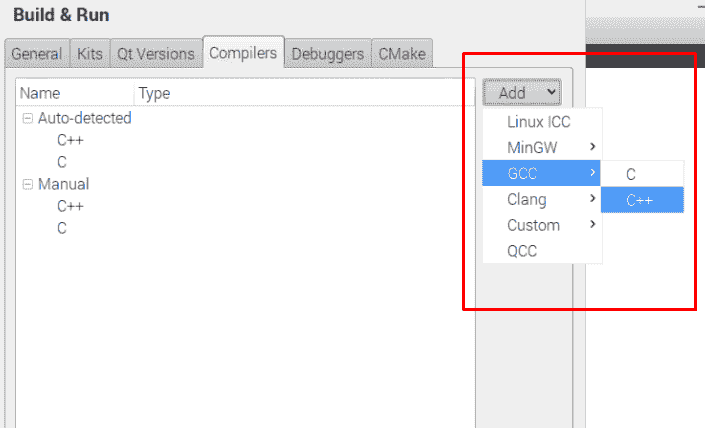 Build & Run
General Kits Qt Versions Compilers Debuggers CMake
Name Type Add
Auto-detected Linux ICC
C++ MinGW
C GCC C
Manual Clang C++
C++ Custom
C QCC